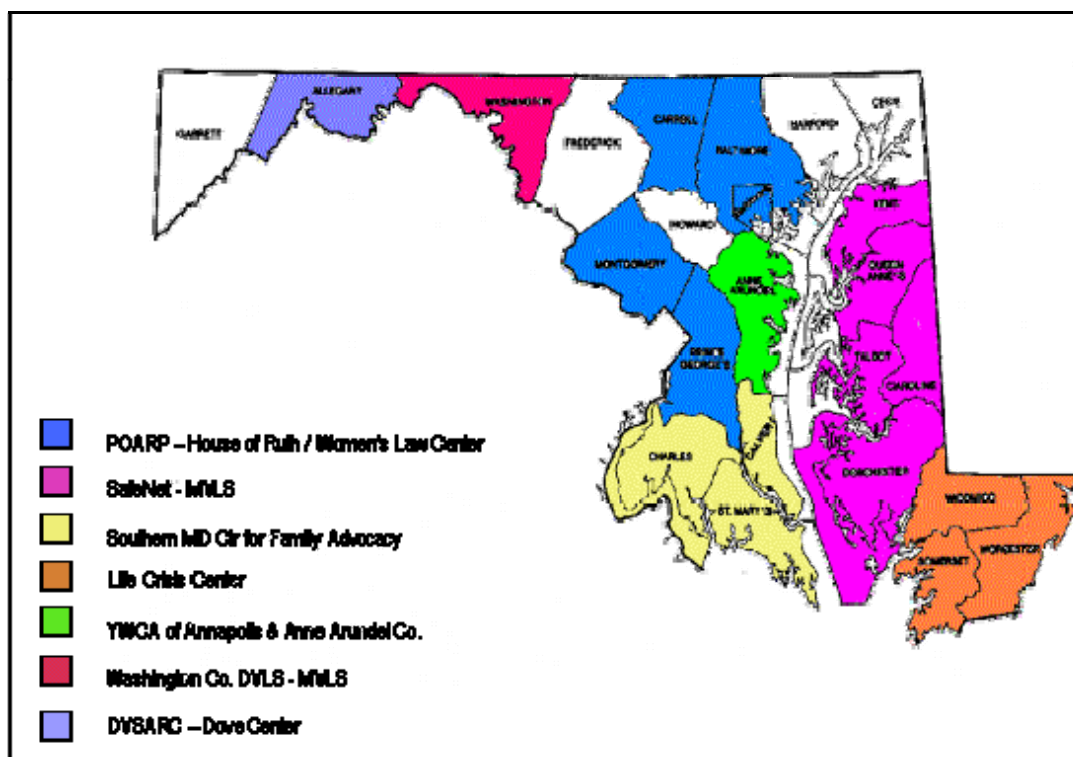 ALLEGANY
WASHINGTON
CARROLL
CECIL
GARRETT
FREDERICK
BALTIMORE
HARFORD
KENT
HOWARD
MONTGOMERY
ANNE
ARUNDEL
QUEEN
ANNE'S
GEORGE'S
TALBOT
CAROLINE
CHARLES
CALVERT
ST. MARY'S
DORCHESTER
WICOMICO
SOMERSET
WORCESTER
POARP – House of Ruth / Women's Law Center
SafeNet - MVLS
Southern MD Ctr for Family Advocacy
Life Crisis Center
YWCA of Annapolis & Anne Arundel Co.
Washington Co. DVLS - MVLS
DVSARC – Dove Center